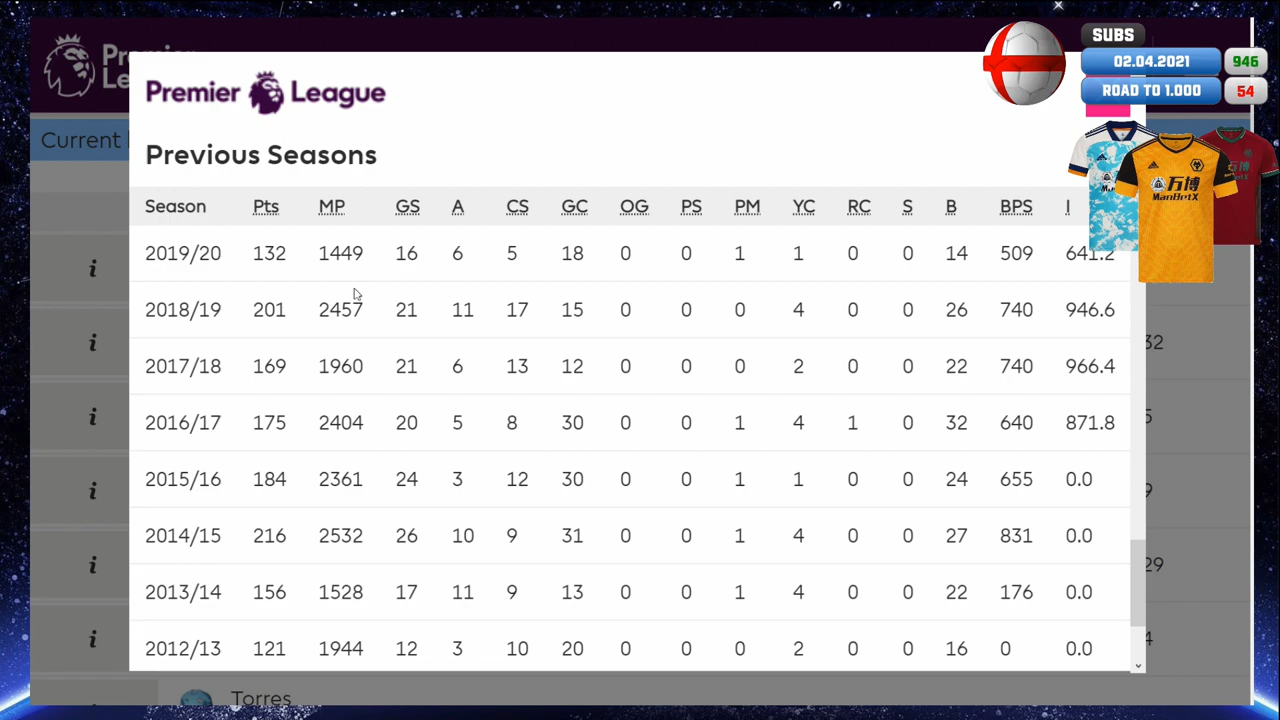 SUBS
02.04.2021 946
ROAD TO 1.000 54
Premier League
Current
Previous Seasons
万博
ManBetX
Season Pts MP GS A CS GC OG PS PM YC RC S B BPS I
2019/20 132 1449 16 6 5 18 0 0 1 1 0 0 14 509 641.2
2018/19 201 2457 21 11 17 15 0 0 0 4 0 0 26 740 946.6
2017/18 169 1960 21 6 13 12 0 0 0 2 0 0 22 740 966.4
2016/17 175 2404 20 5 8 30 0 0 1 4 1 0 32 640 871.8
2015/16 184 2361 24 3 12 30 0 0 1 1 0 0 24 655 0.0
2014/15 216 2532 26 10 9 31 0 0 1 4 0 0 27 831 0.0
2013/14 156 1528 17 11 9 13 0 0 1 4 0 0 22 176 0.0
2012/13 121 1944 12 3 10 20 0 0 0 2 0 0 16 0 0.0
Torres